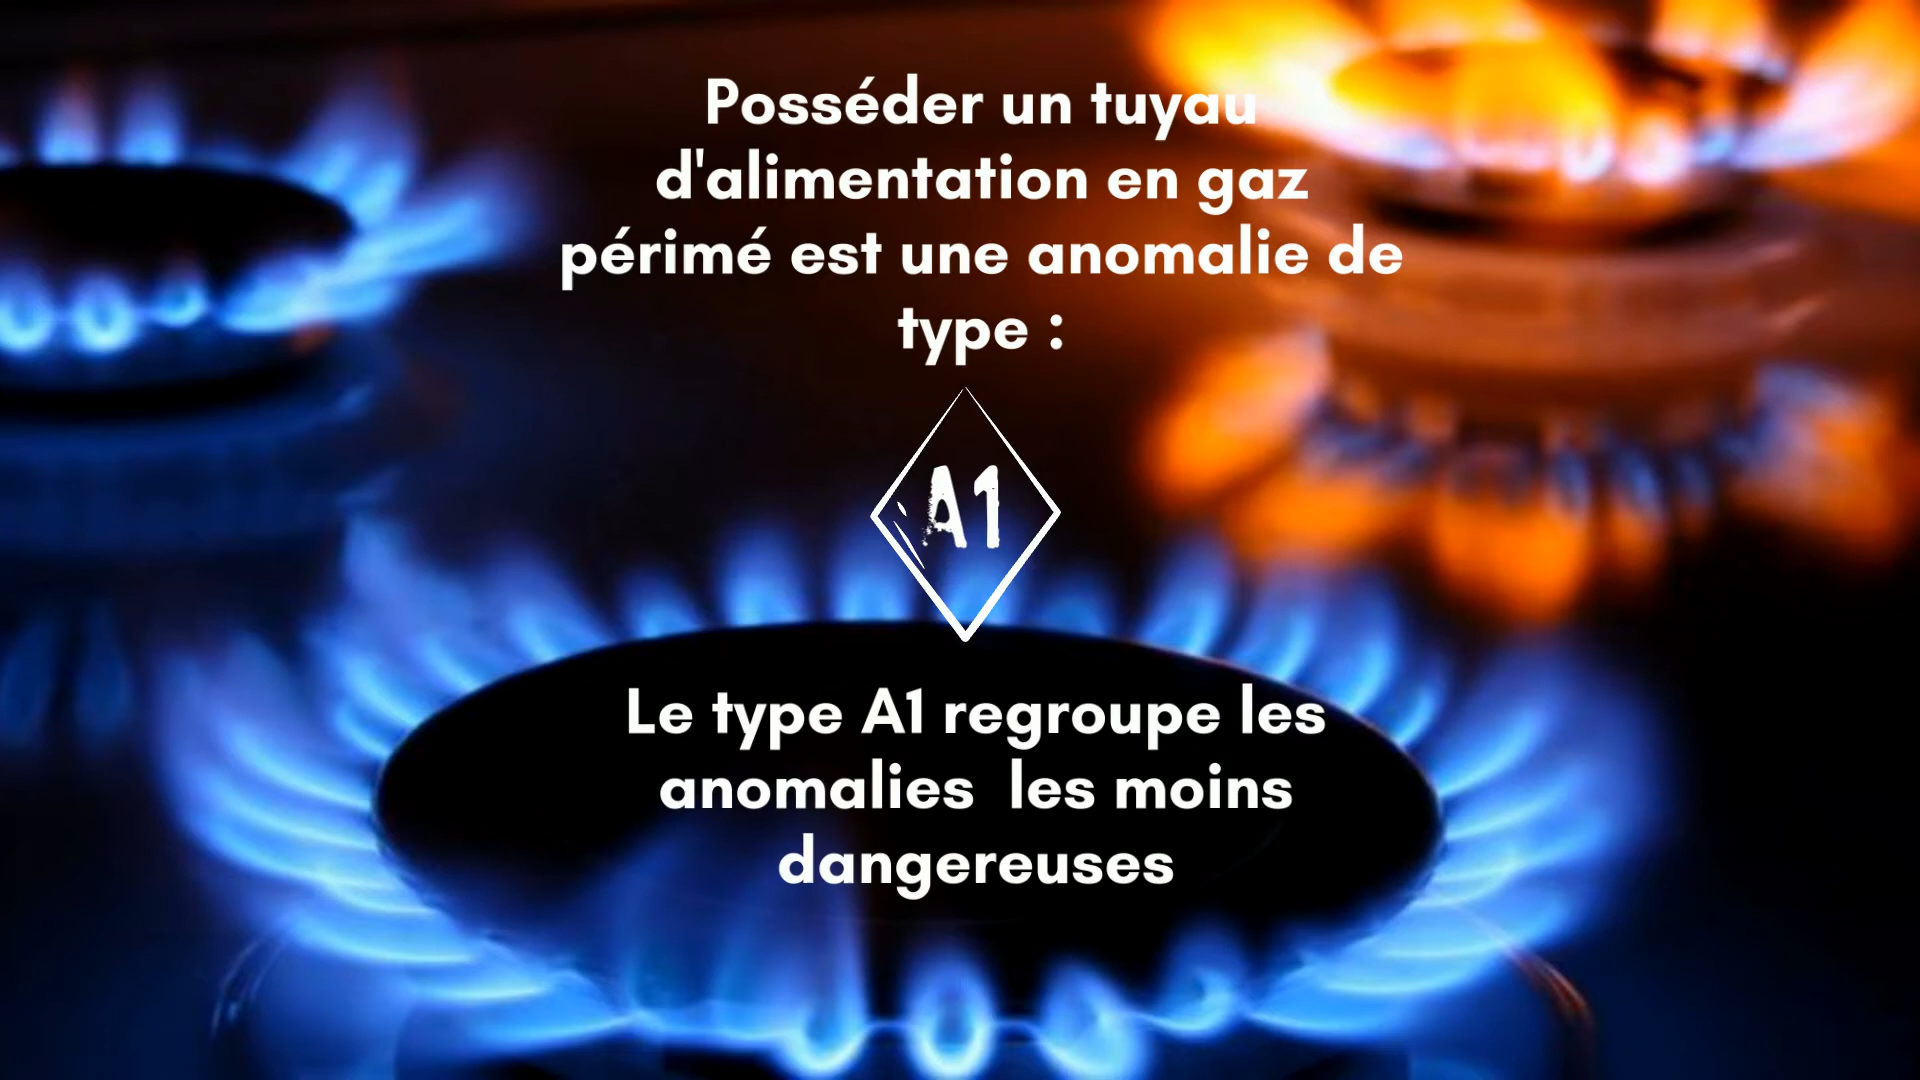 Posséder un tuyau
d'alimentation en gaz
périmé est une anomalie de
type :
A1
Le type A1 regroupe les
anomalies les moins
dangereuses